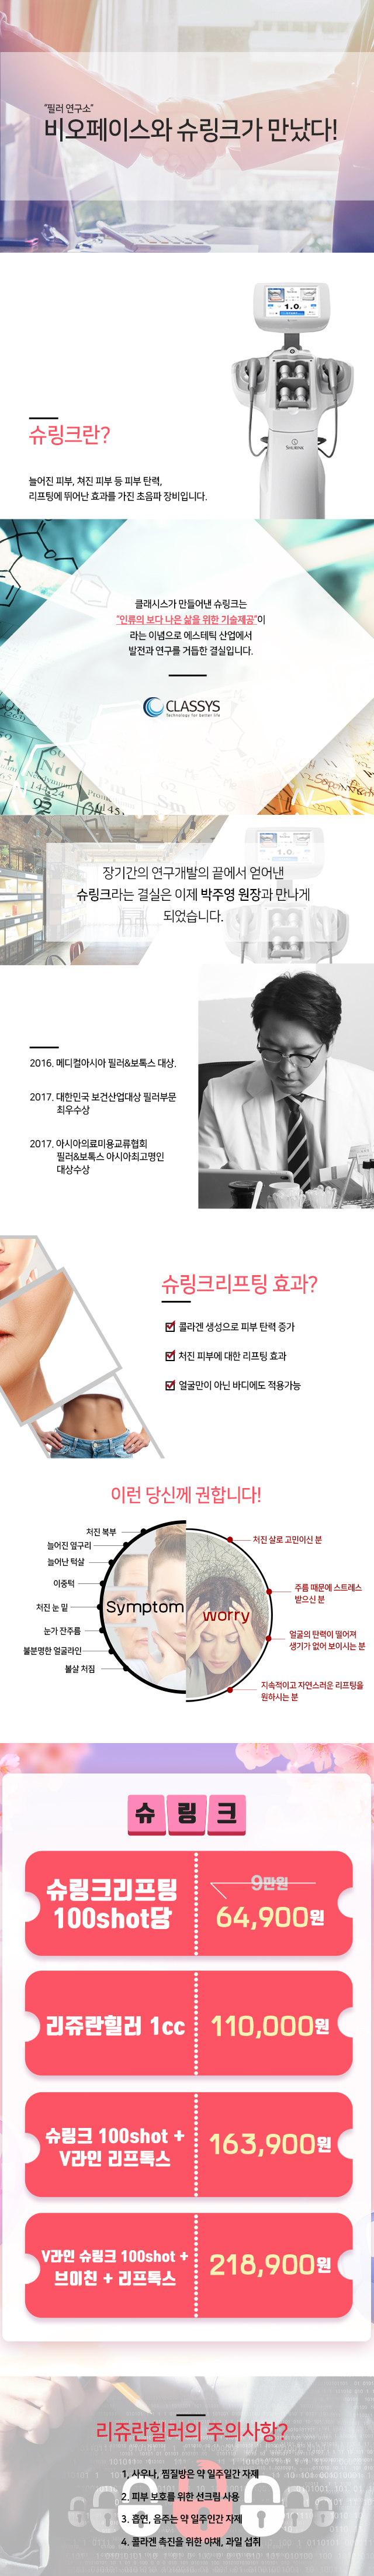 "필러 연구소"
비오페이스와 슈링크가 만났다!
슈링크란?
늘어진 피부, 쳐진 피부 등 피부 탄력,
리프팅에 뛰어난 효과를 가진 초음파 장비입니다.
클래시스가 만들어낸 슈링크는
"인류의 보다 나은 삶을 위한 기술제공"이
라는 이념으로 에스테틱 산업에서
발전과 연구를 거듭한 결실입니다.
CLASSYS
Technology for better life
장기간의 연구개발의 끝에서 얻어낸
슈링크라는 결실은 이제 박주영 원장과 만나게
되었습니다.
2016. 메디컬아시아 필러&보톡스 대상.
2017. 대한민국 보건산업대상 필러부문
최우수상
2017. 아시아의료미용교류협회
필러&보톡스 아시아최고명인
대상수상
슈링크리프팅 효과?
콜라겐 생성으로 피부 탄력 증가
처진 피부에 대한 리프팅 효과
얼굴만이 아닌 바디에도 적용가능
이런 당신께 권합니다!
처진 복부
늘어진 옆구리
늘어난 턱살
이중턱
처진 눈 밑
눈가 잔주름
불분명한 얼굴라인
볼살 처짐
Symptom
worry
처진 살로 고민이신 분
주름 때문에 스트레스
받으신 분
얼굴의 탄력이 떨어져
생기가 없어 보이시는 분
지속적이고 자연스러운 리프팅을
원하시는 분
슈링크
슈링크리프팅
100shot당
9만원
64,900원
리쥬란힐러 1cc
110,000원
슈링크 100shot +
V라인 리프톡스
163,900원
V라인 슈링크 100shot +
브이친 + 리프톡스
218,900원
리쥬란힐러의 주의사항?
1, 사우나, 찜질방은 약 일주일간 자제
2. 피부 보호를 위한 선크림 사용
3. 흡연, 음주는 약 일주인간 자제
4. 콜라겐 촉진을 위한 야채, 과일 섭취